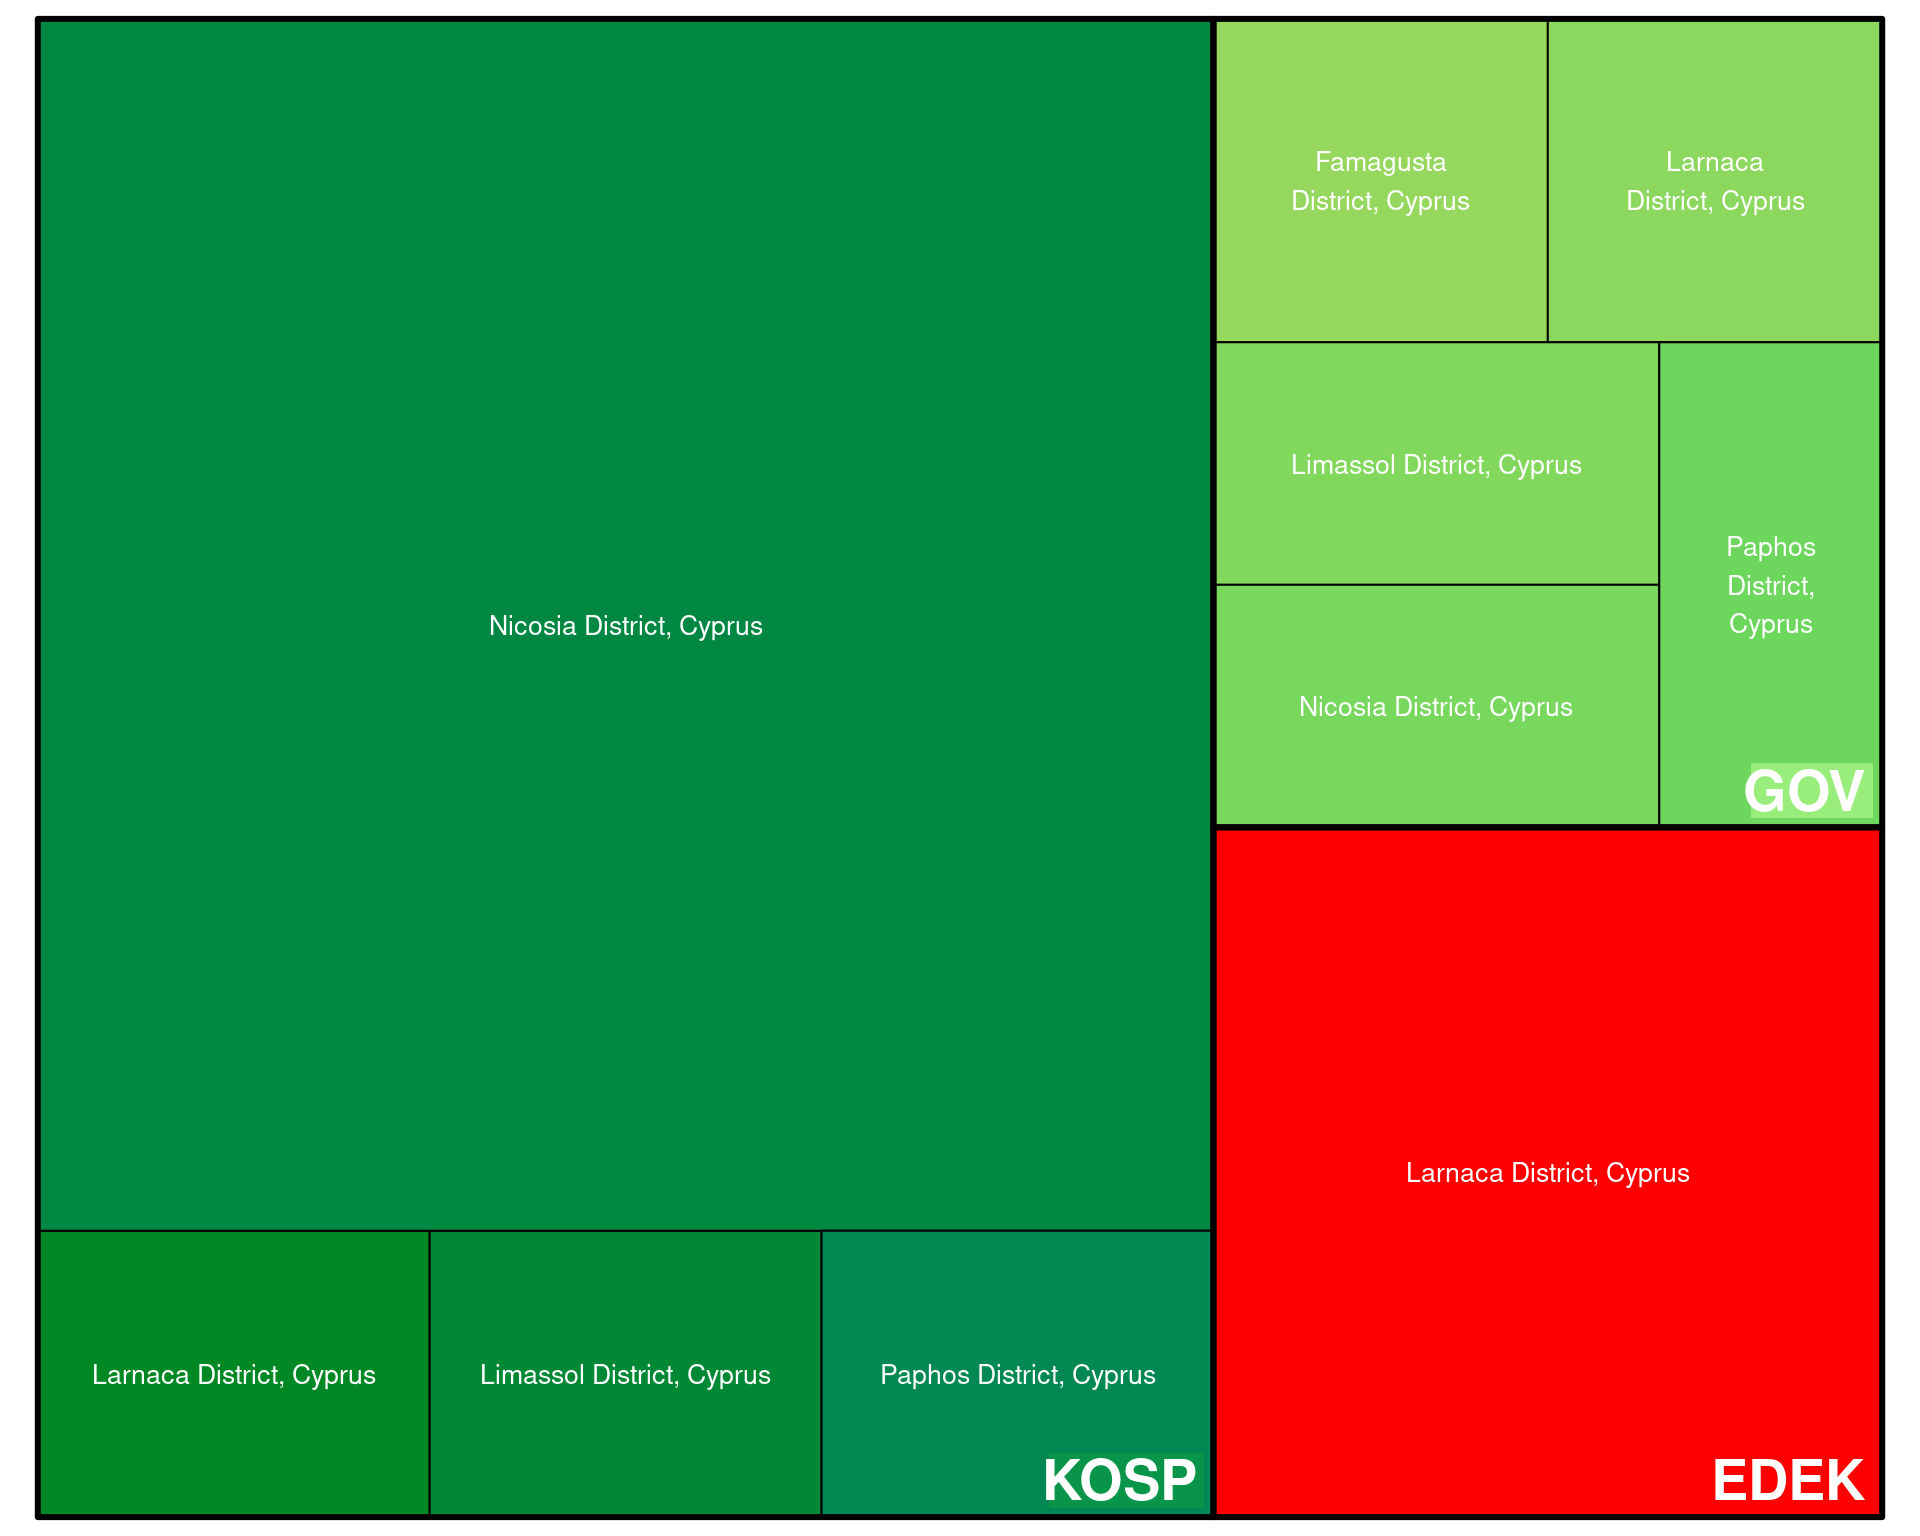 Nicosia District, Cyprus
Larnaca District, Cyprus
Limassol District, Cyprus
Paphos District, Cyprus
KOSP
Famagusta
District, Cyprus
Larnaca
District, Cyprus
Limassol District, Cyprus
Nicosia District, Cyprus
Paphos
District,
Cyprus
GOV
Larnaca District, Cyprus
EDEK